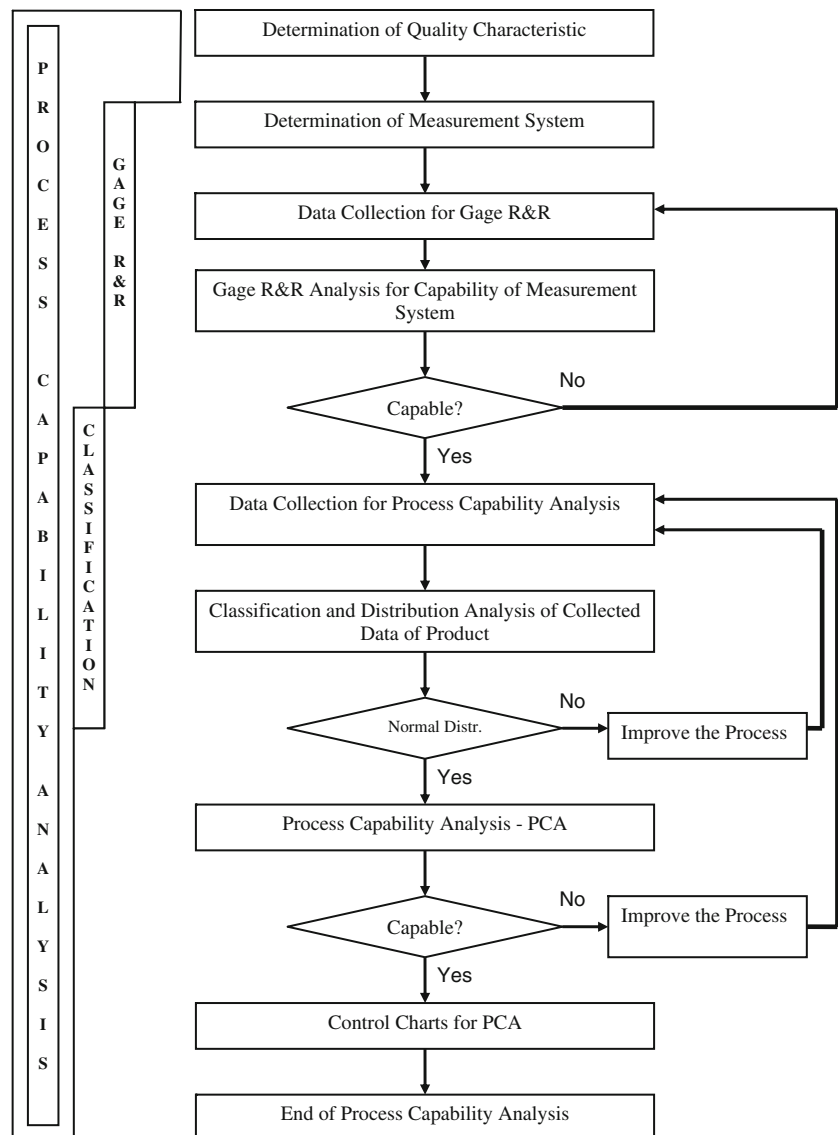 PROCESS CAPABILITY ANALYSIS
GAGE R&R
CLASSIFICATION
Determination of Quality Characteristic
Determination of Measurement System
Data Collection for Gage R&R
Gage R&R Analysis for Capability of Measurement
System
Capable?
No
Yes
Data Collection for Process Capability Analysis
Classification and Distribution Analysis of Collected
Data of Product
Normal Distr.
No
Improve the Process
Yes
Process Capability Analysis - PCA
Capable?
No
Improve the Process
Yes
Control Charts for PCA
End of Process Capability Analysis